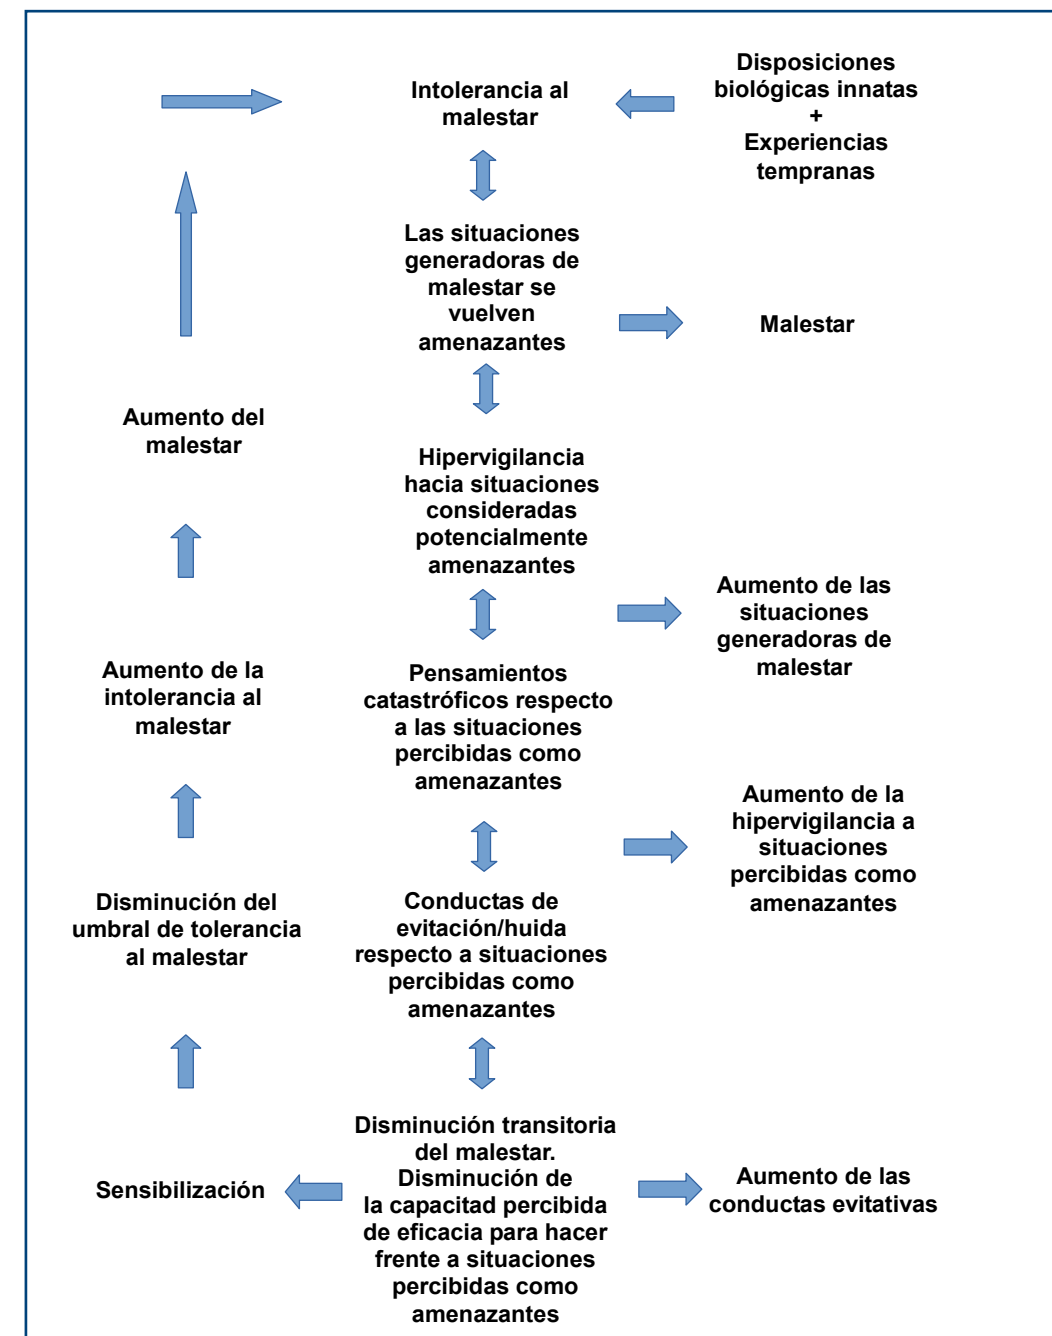 Intolerancia al
malestar
Disposiciones
biológicas innatas
+
Experiencias
tempranas
Las situaciones
generadoras de
malestar se
vuelven
amenazantes
Malestar
Aumento del
malestar
Hipervigilancia
hacia situaciones
consideradas
potencialmente
amenazantes
Aumento de las
situaciones
generadoras de
malestar
Aumento de la
intolerancia al
malestar
Pensamientos
catastróficos respecto
a las situaciones
percibidas como
amenazantes
Aumento de la
hipervigilancia a
situaciones
percibidas como
amenazantes
Disminución del
umbral de tolerancia
al malestar
Conductas de
evitación/huida
respecto a situaciones
percibidas como
amenazantes
Sensibilización
Disminución transitoria
del malestar.
Disminución de
la capacitad percibida
de eficacia para hacer
frente a situaciones
percibidas como
amenazantes
Aumento de las
conductas evitativas